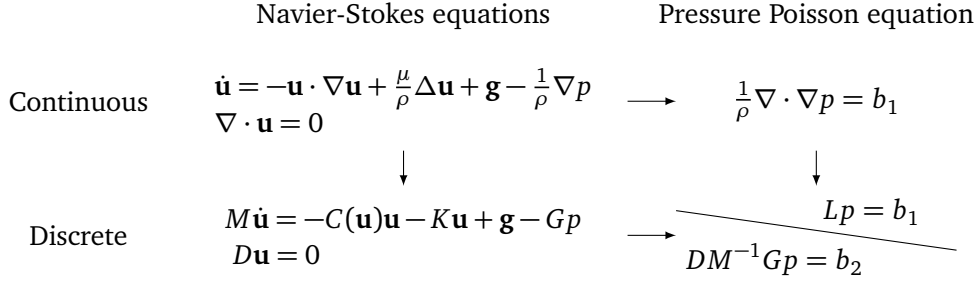 Navier-Stokes equations Pressure Poisson equation
Continuous
u̇ = −u · ∇u + μ/ρ Δu + g − 1/ρ ∇p
∇ · u = 0
1/ρ ∇ · ∇p = b₁
Discrete
Mu̇ = −C(u)u − Ku + g − Gp
Du = 0
Lp = b₁
DM⁻¹Gp = b₂